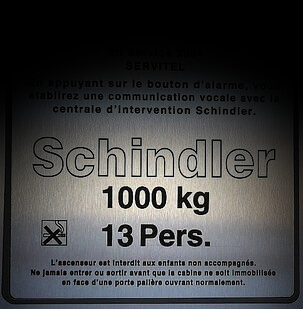 SERVITEL
appuyant sur le bouton d'alarme,
établirez une communication vocale avec la
centrale d'intervention Schindler.
Schindler
1000 kg
13 Pers.
L'ascenseur est interdit aux enfants non accompagnés.
Ne jamais entrer ou sortir avant que la cabine ne soit immobilisée
en face d'une porte palière ouvrant normalement.